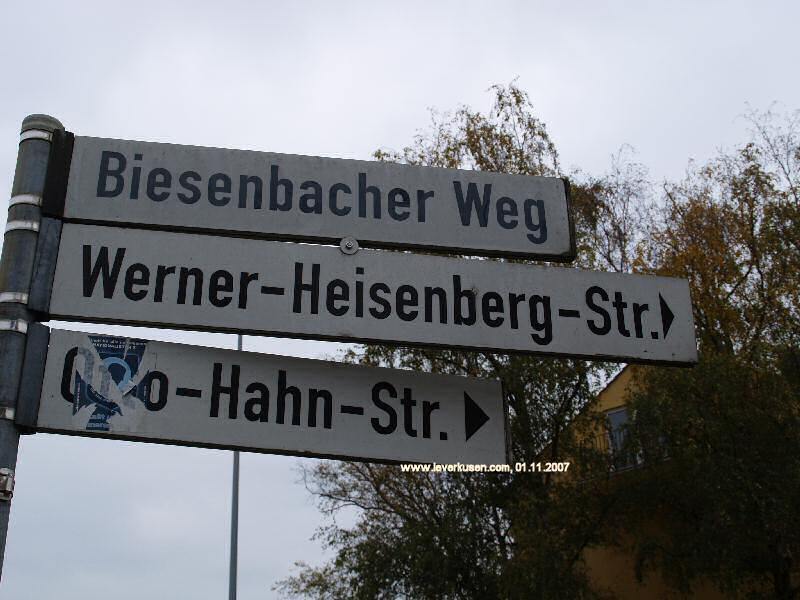 Biesenbacher Weg
Werner-Heisenberg-Str.
-Hahn-Str.
www.leverkusen.com, 01.11.2007